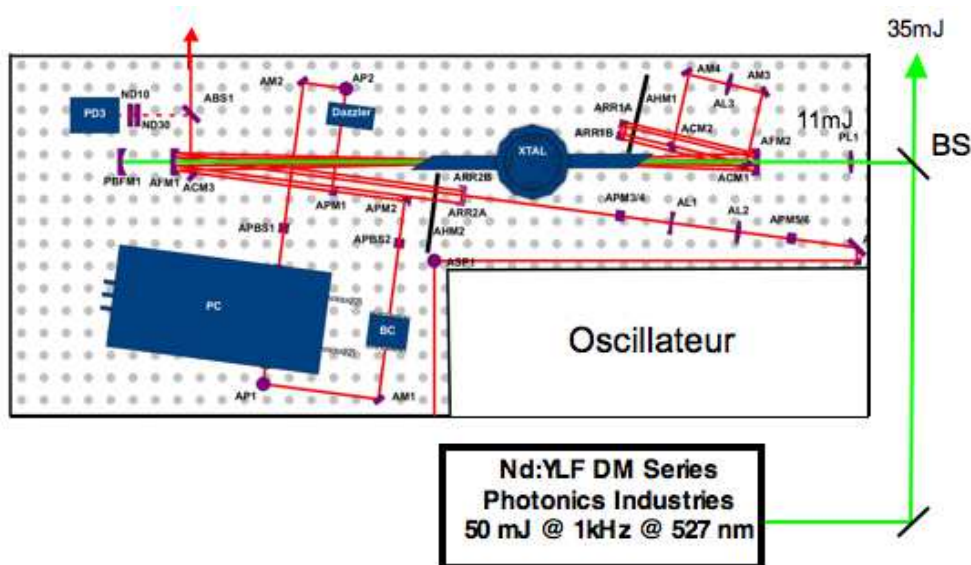 35mJ
AM2
AP2
AM4
AM3
ND10
PD3
ND30
ABS1
Dazzler
ARR1A
AHM1
AL3
ARR1B
ACM2
XTAL
AFM2
11mJ
PL1
BS
PBFM1
AFM1
ACM3
ARR2B
ACM1
APM1
APM2
ARR2A
APM3/4
AL1
AL2
APM5/6
APBS1
APBS2
AHM2
ASP1
A
PC
BC
Oscillateur
AP1
AM1
Nd:YLF DM Series
Photonics Industries
50 mJ @ 1kHz @ 527 nm